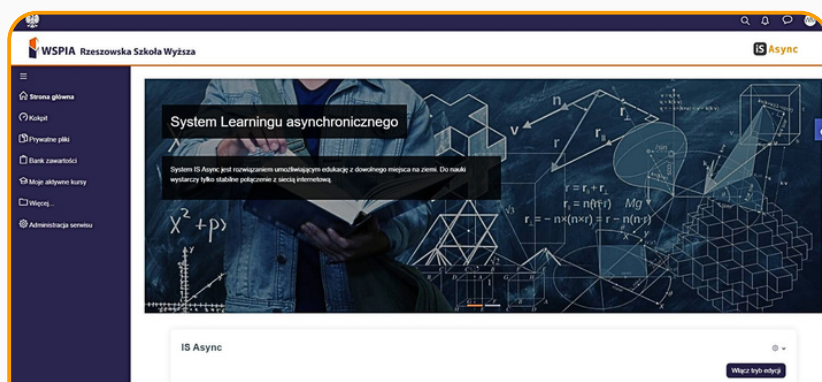 WSPIA Rzeszowska Szkoła Wyższa
iS Async
Strona główna
Kokpit
Prywatne pliki
Bank zawartości
Moje aktywne kursy
Więcej...
Administracja serwisu
System Learningu asynchronicznego
System IS Async jest rozwiązaniem umożliwiającym edukację z dowolnego miejsca na ziemi. Do nauki
wystarczy tylko stabilne połączenie z siecią internetową.
IS Async
Włącz tryb edycji